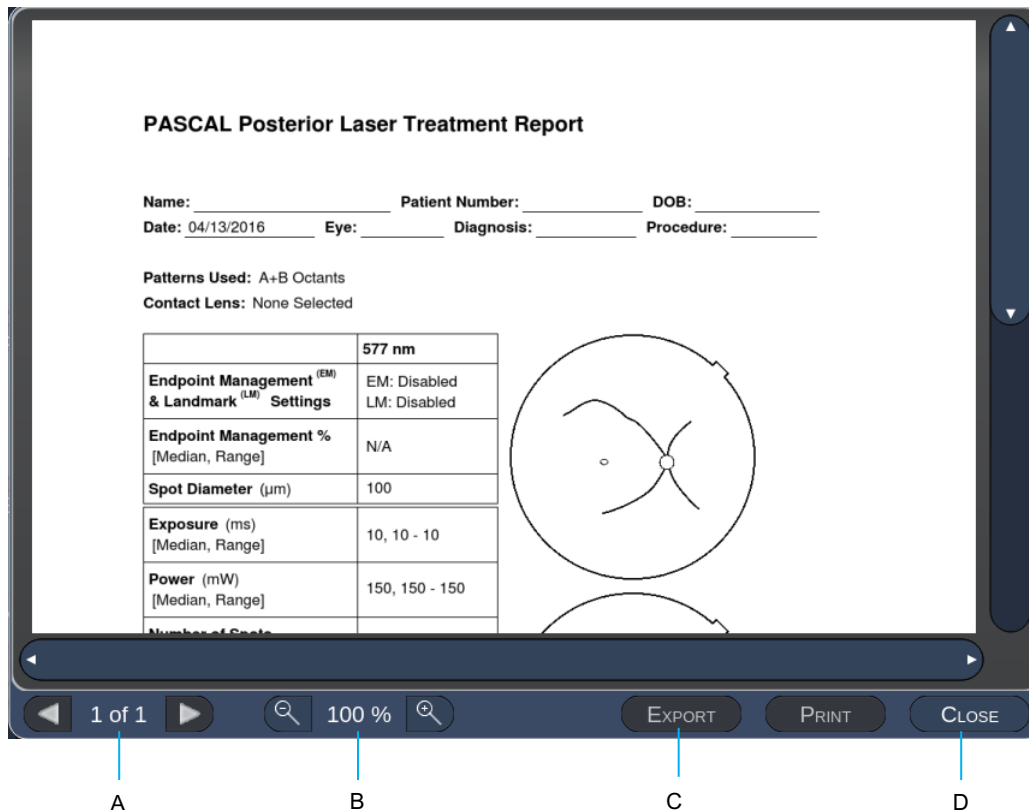 PASCAL Posterior Laser Treatment Report
Name: Patient Number: DOB:
Date: 04/13/2016 Eye: Diagnosis: Procedure:
Patterns Used: A+B Octants
Contact Lens: None Selected
577 nm
Endpoint Management (EM)
& Landmark (LM) Settings
EM: Disabled
LM: Disabled
Endpoint Management %
[Median, Range]
N/A
Spot Diameter (µm)
100
Exposure (ms)
[Median, Range]
10, 10 - 10
Power (mW)
[Median, Range]
150, 150 - 150
Number of Spots
1 of 1 100 % EXPORT PRINT CLOSE
A B C D